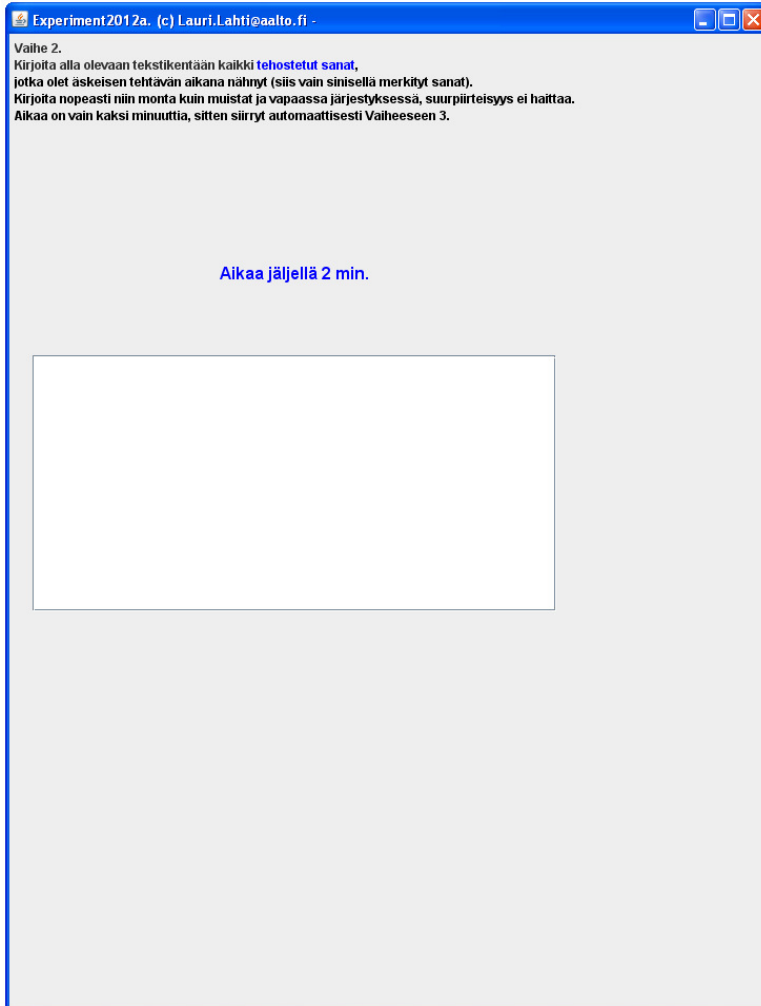 Experiment2012a. (c) Lauri.Lahti@aalto.fi -
Vaihe 2.
Kirjoita alla olevaan tekstikentään kaikki tehostetut sanat,
jotka olet äskeisen tehtävän aikana nähnyt (siis vain sinisellä merkityt sanat).
Kirjoita nopeasti niin monta kuin muistat ja vapaassa järjestyksessä, suurpiirteisyys ei haittaa.
Aikaa on vain kaksi minuuttia, sitten siirryt automaattisesti Vaiheeseen 3.
Aikaa jäljellä 2 min.